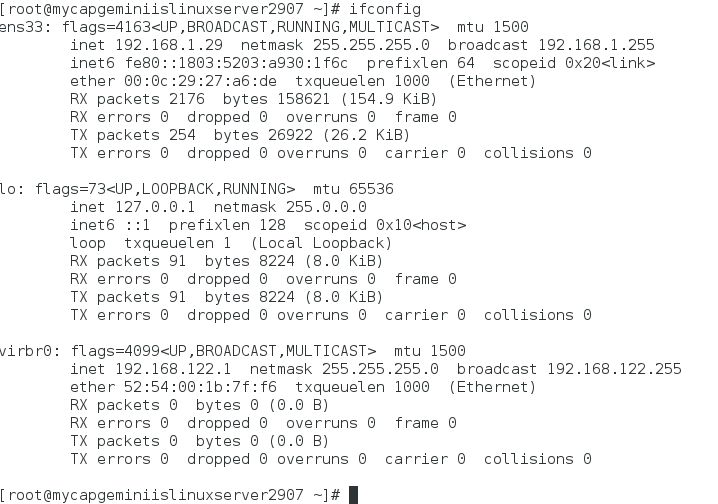 [root@mycapgeminiislinuxserver2907 ~]# ifconfig
ens33: flags=4163<UP,BROADCAST,RUNNING,MULTICAST>  mtu 1500
        inet 192.168.1.29  netmask 255.255.255.0  broadcast 192.168.1.255
        inet6 fe80::1803:5203:a930:1f6c  prefixlen 64  scopeid 0x20<link>
        ether 00:0c:29:27:a6:de  txqueuelen 1000  (Ethernet)
        RX packets 2176  bytes 158621 (154.9 KiB)
        RX errors 0  dropped 0  overruns 0  frame 0
        TX packets 254  bytes 26922 (26.2 KiB)
        TX errors 0  dropped 0 overruns 0  carrier 0  collisions 0

lo: flags=73<UP,LOOPBACK,RUNNING>  mtu 65536
        inet 127.0.0.1  netmask 255.0.0.0
        inet6 ::1  prefixlen 128  scopeid 0x10<host>
        loop  txqueuelen 1  (Local Loopback)
        RX packets 91  bytes 8224 (8.0 KiB)
        RX errors 0  dropped 0  overruns 0  frame 0
        TX packets 91  bytes 8224 (8.0 KiB)
        TX errors 0  dropped 0 overruns 0  carrier 0  collisions 0

virbr0: flags=4099<UP,BROADCAST,MULTICAST>  mtu 1500
        inet 192.168.122.1  netmask 255.255.255.0  broadcast 192.168.122.255
        ether 52:54:00:1b:7f:f6  txqueuelen 1000  (Ethernet)
        RX packets 0  bytes 0 (0.0 B)
        RX errors 0  dropped 0  overruns 0  frame 0
        TX packets 0  bytes 0 (0.0 B)
        TX errors 0  dropped 0 overruns 0  carrier 0  collisions 0

[root@mycapgeminiislinuxserver2907 ~]#